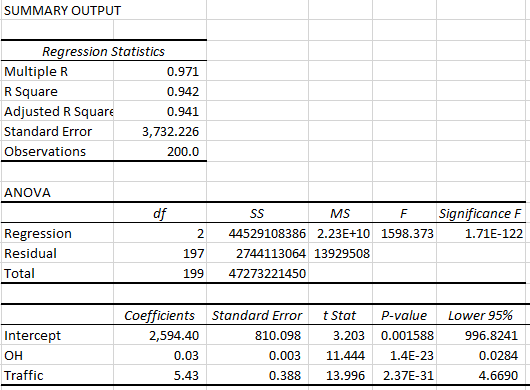 SUMMARY OUTPUT
Regression Statistics
Multiple R 0.971
R Square 0.942
Adjusted R Square 0.941
Standard Error 3,732.226
Observations 200.0
ANOVA
df SS MS F Significance F
Regression 2 44529108386 2.23E+10 1598.373 1.71E-122
Residual 197 2744113064 13929508
Total 199 47273221450
Coefficients Standard Error t Stat P-value Lower 95%
Intercept 2,594.40 810.098 3.203 0.001588 996.8241
OH 0.03 0.003 11.444 1.4E-23 0.0284
Traffic 5.43 0.388 13.996 2.37E-31 4.6690